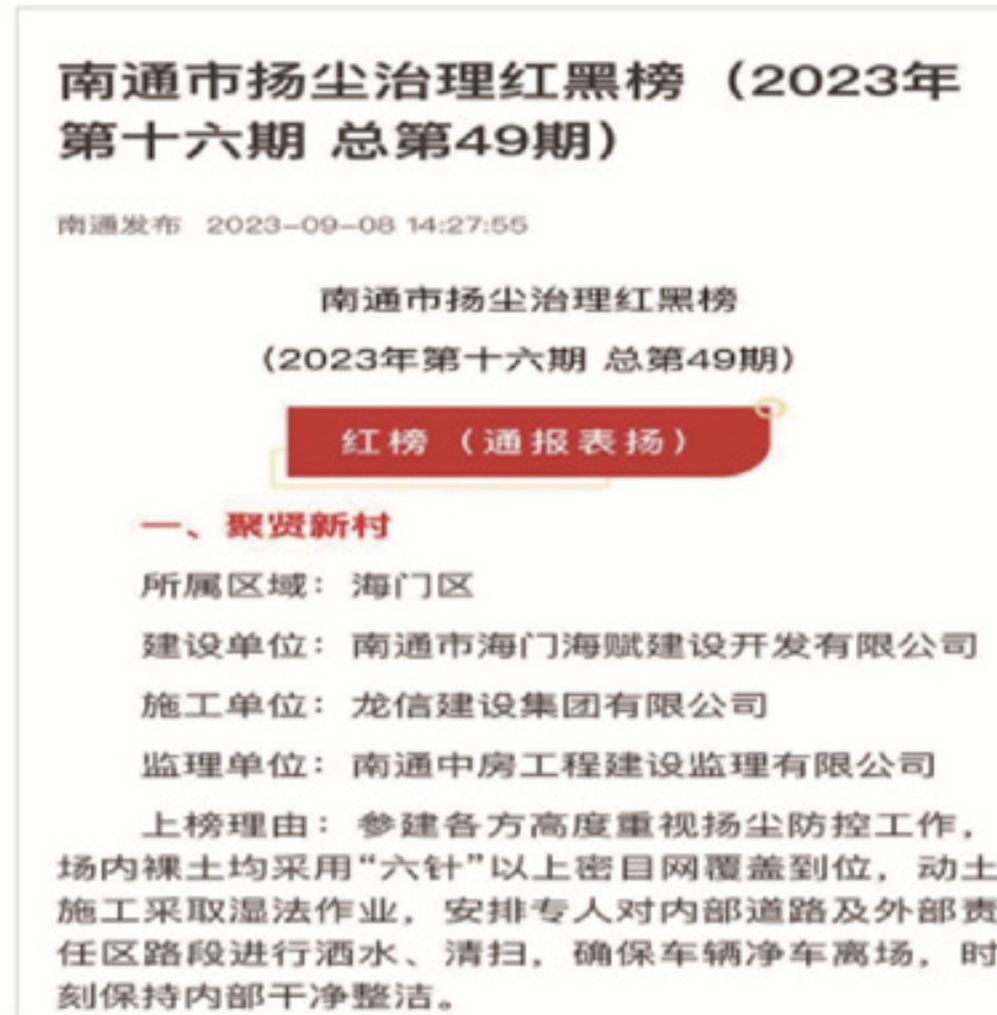 南通市扬尘治理红黑榜（2023年
第十六期 总第49期）
南通发布 2023-09-08 14:27:55
南通市扬尘治理红黑榜
（2023年第十六期 总第49期）
红榜（通报表扬）
一、聚贤新村
所属区域：海门区
建设单位：南通市海门海赋建设开发有限公司
施工单位：龙信建设集团有限公司
监理单位：南通中房工程建设监理有限公司
上榜理由：参建各方高度重视扬尘防控工作，
场内裸土均采用“六针”以上密目网覆盖到位，动土
施工采取湿法作业，安排专人对内部道路及外部责
任区路段进行洒水、清扫，确保车辆净车离场，时
刻保持内部干净整洁。